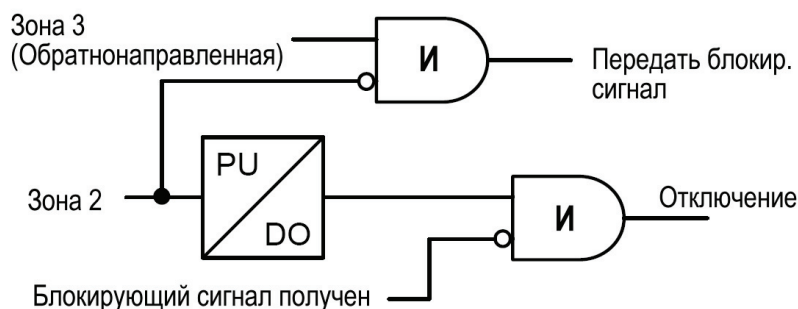 Зона 3
(Обратнонаправленная)
И
Передать блокир.
сигнал
PU
DO
Зона 2
И
Отключение
Блокирующий сигнал получен